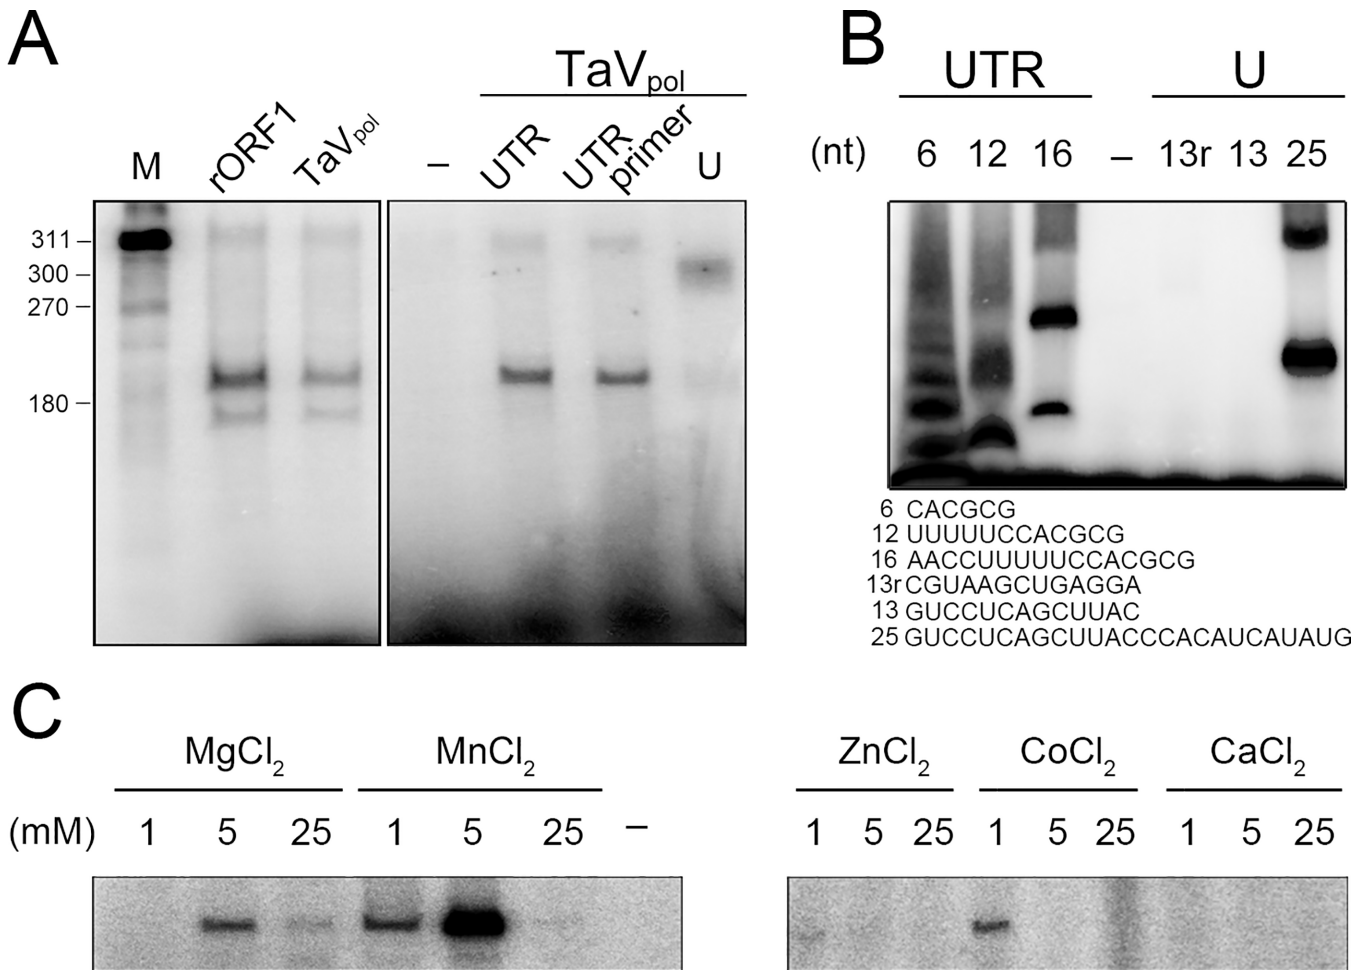 A
TaVpol
M rORF1 TaVpol – UTR UTR primer U
311
300
270
180
B
UTR U
(nt) 6 12 16 – 13r 13 25
6 CACGCG
12 UUUUUCCACGCG
16 AACCUUUUUCCACGCG
13r CGUAAGCUGAGGA
13 GUCCUCAGCUUAC
25 GUCCUCAGCUUACCCACAUCAUAUG
C
MgCl2 MnCl2 ZnCl2 CoCl2 CaCl2
(mM) 1 5 25 1 5 25 – 1 5 25 1 5 25 1 5 25